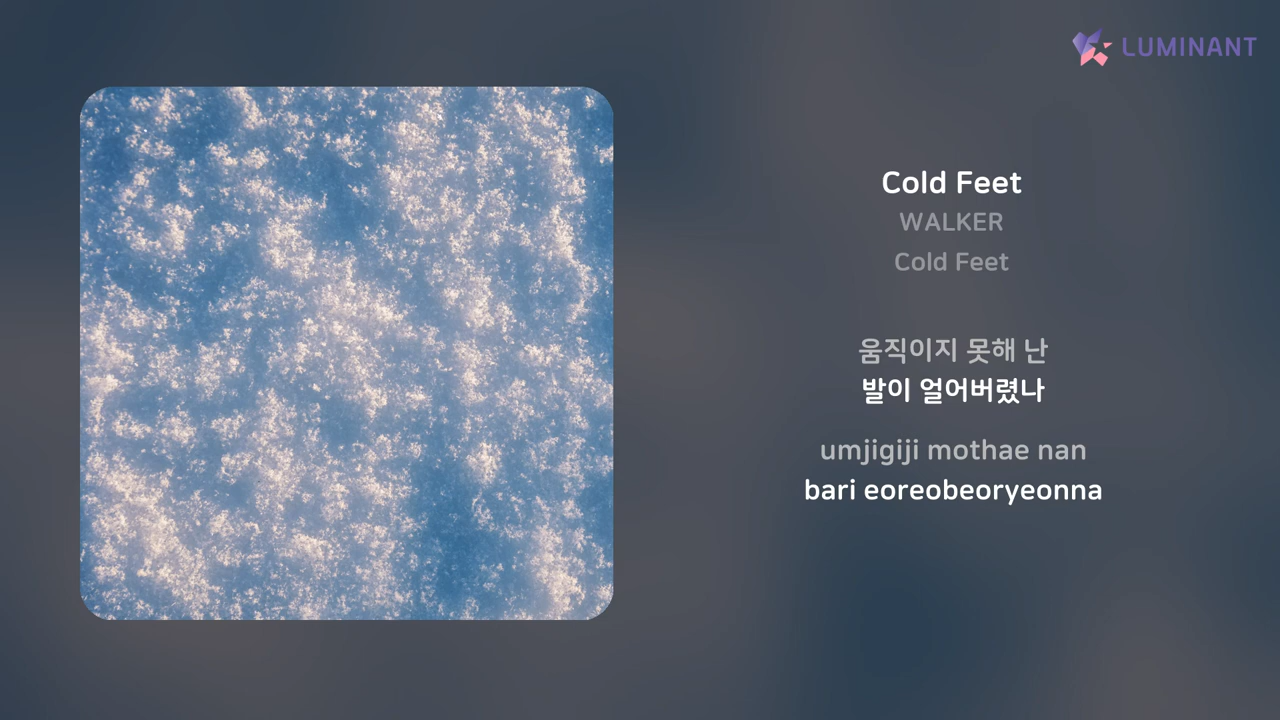 LUMINANT
Cold Feet
WALKER
Cold Feet
움직이지 못해 난
발이 얼어버렸나
umjigiji mothae nan
bari eoreobeoryeonna